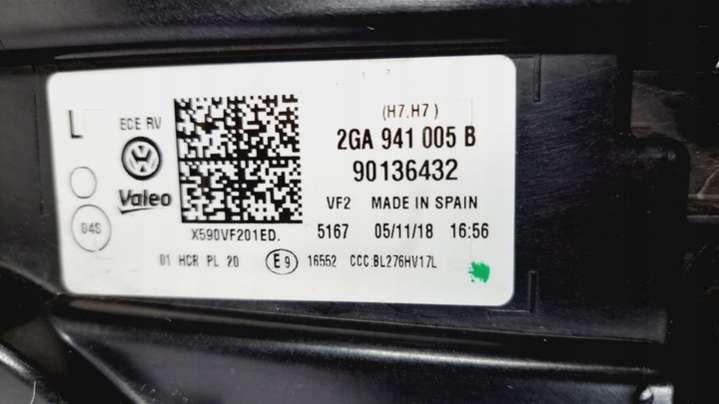 L
ECE RV
Valeo
04S
(H7.H7)
2GA 941 005 B
90136432
VF2 MADE IN SPAIN
X590VF201ED.
5167 05/11/18 16:56
01 HCR PL 20 E9 16552 CCC:BL276HV17L